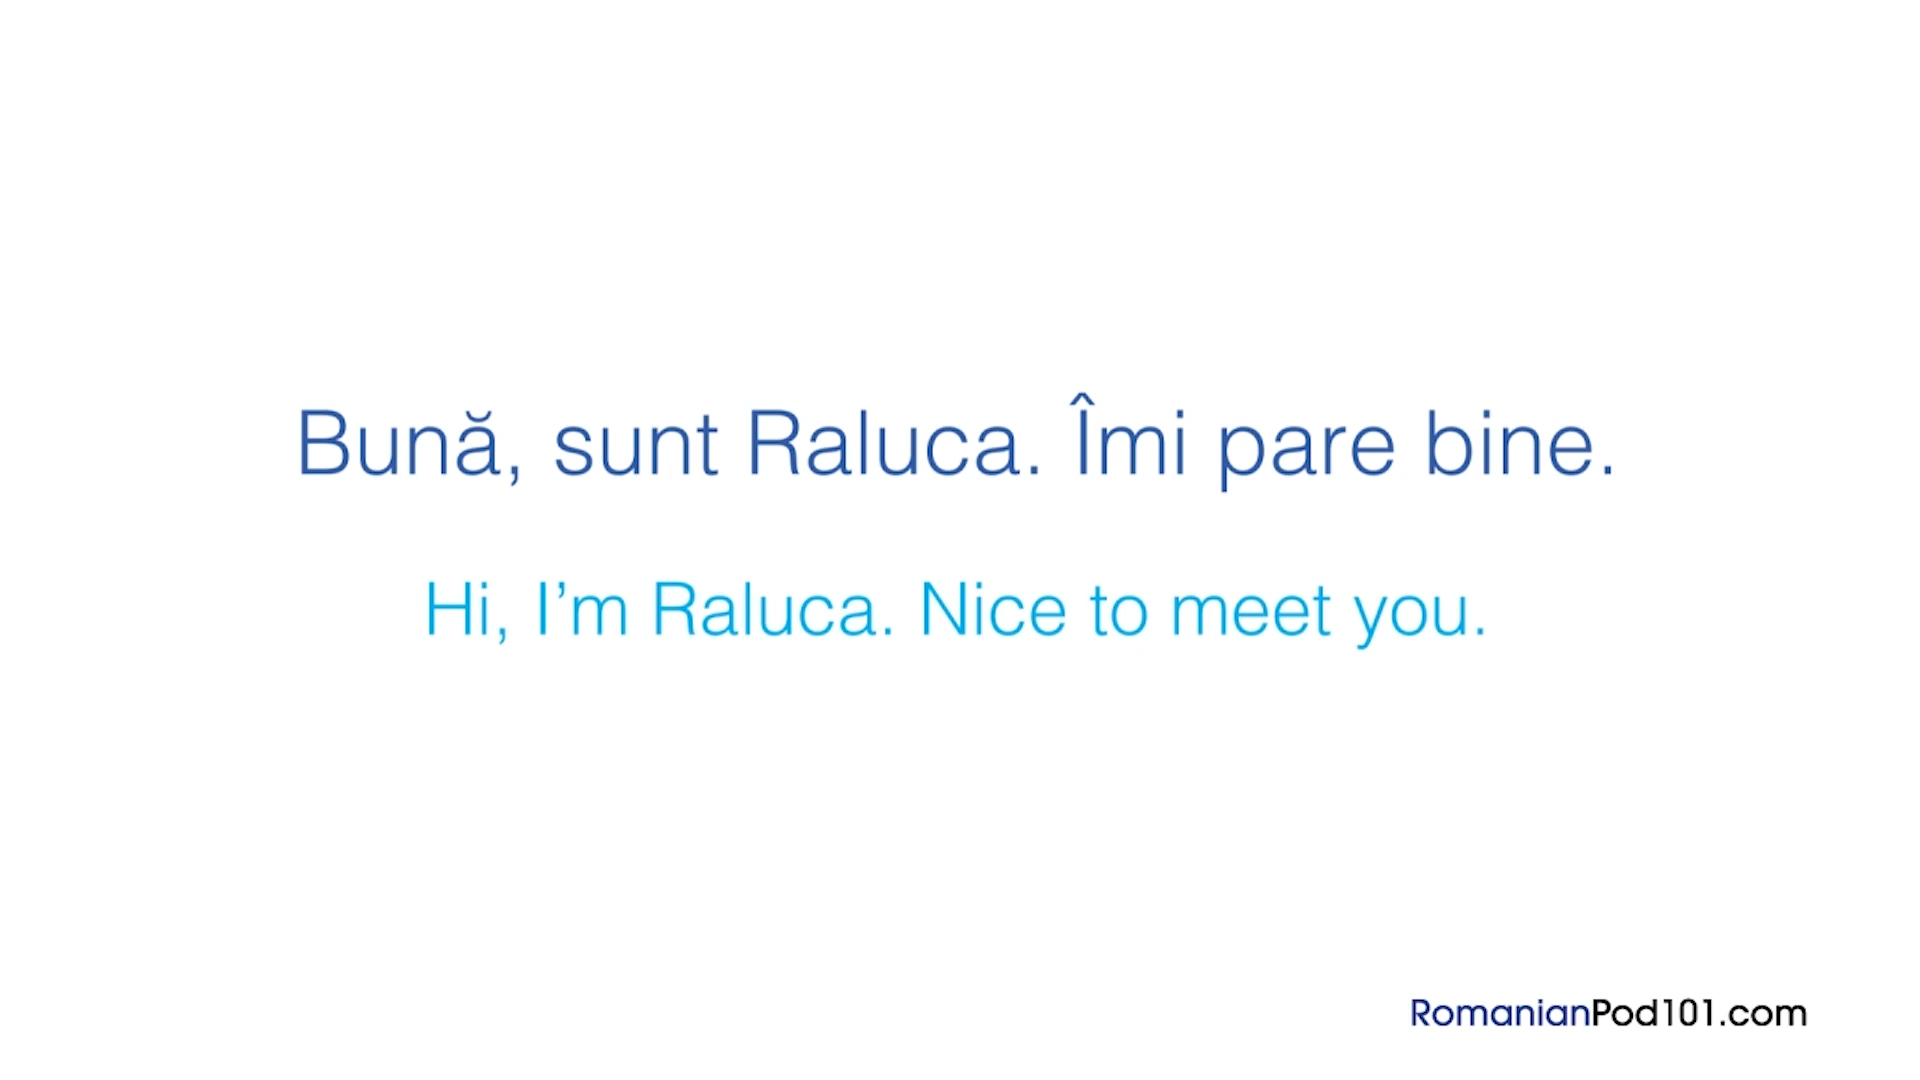 Bună, sunt Raluca. Îmi pare bine.
Hi, I’m Raluca. Nice to meet you.
RomanianPod101.com